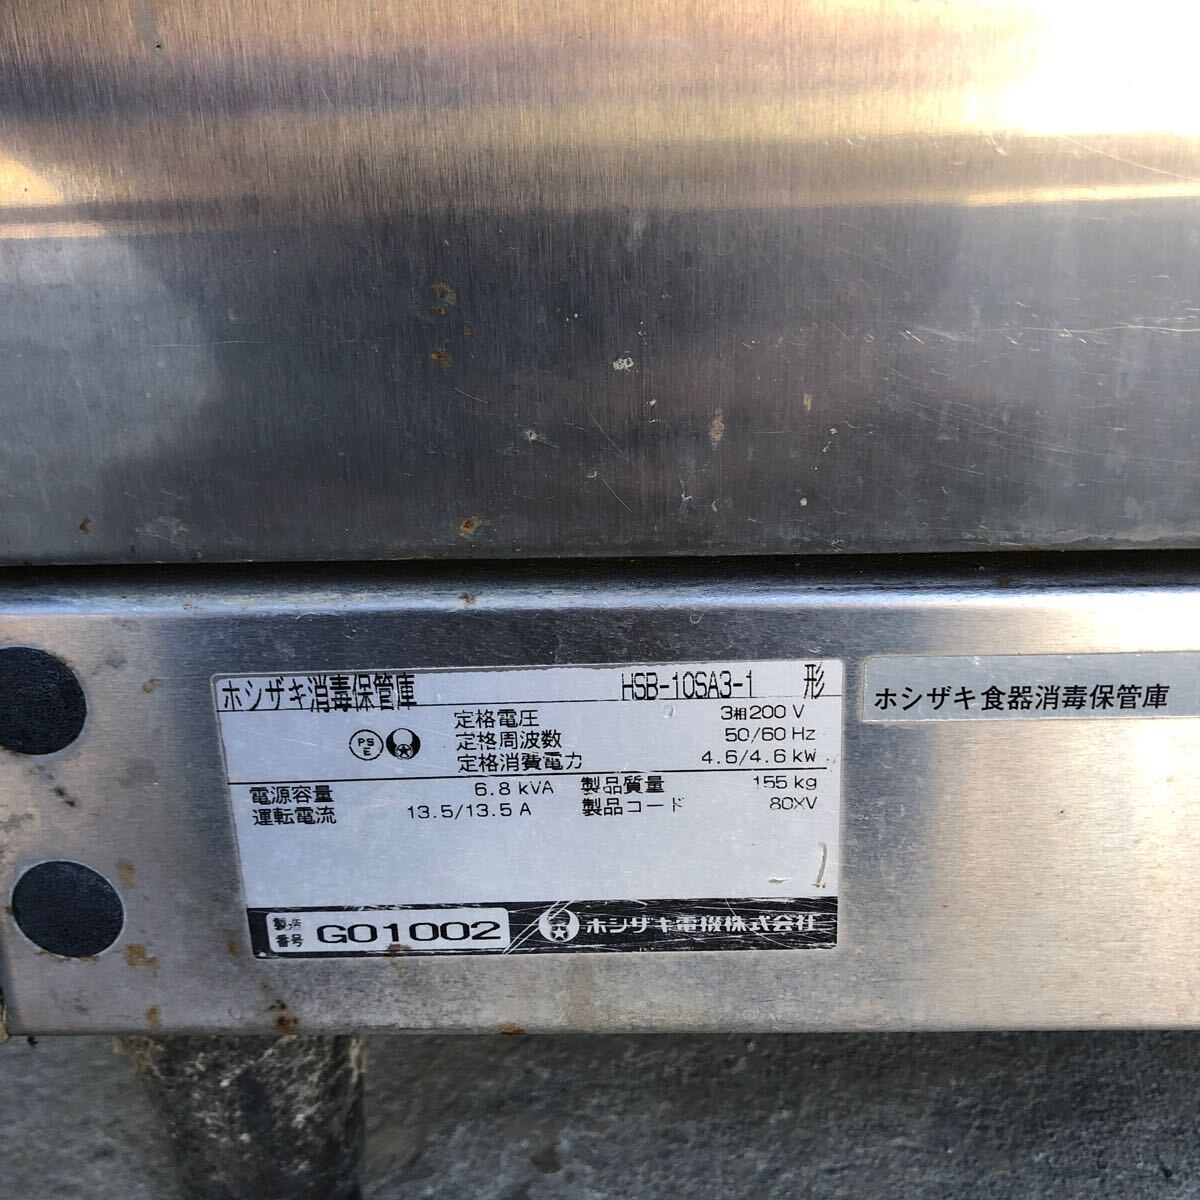 ホシザキ消毒保管庫 HSB-10SA3-1 形
PS E
定格電圧 3相200 V
定格周波数 50/60 Hz
定格消費電力 4.6/4.6 kW
電源容量 6.8 kVA 製品質量 155 kg
運転電流 13.5/13.5 A 製品コード 80XV
製造番号 G01002 ホシザキ電機株式会社
ホシザキ食器消毒保管庫